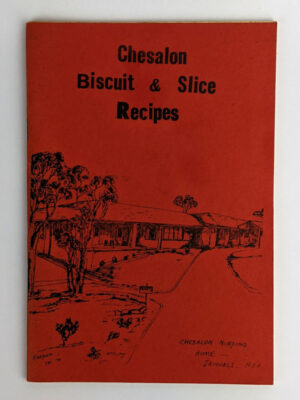 Chesalon
Biscuit & Slice
Recipes
CHESALON NURSING
HOME —